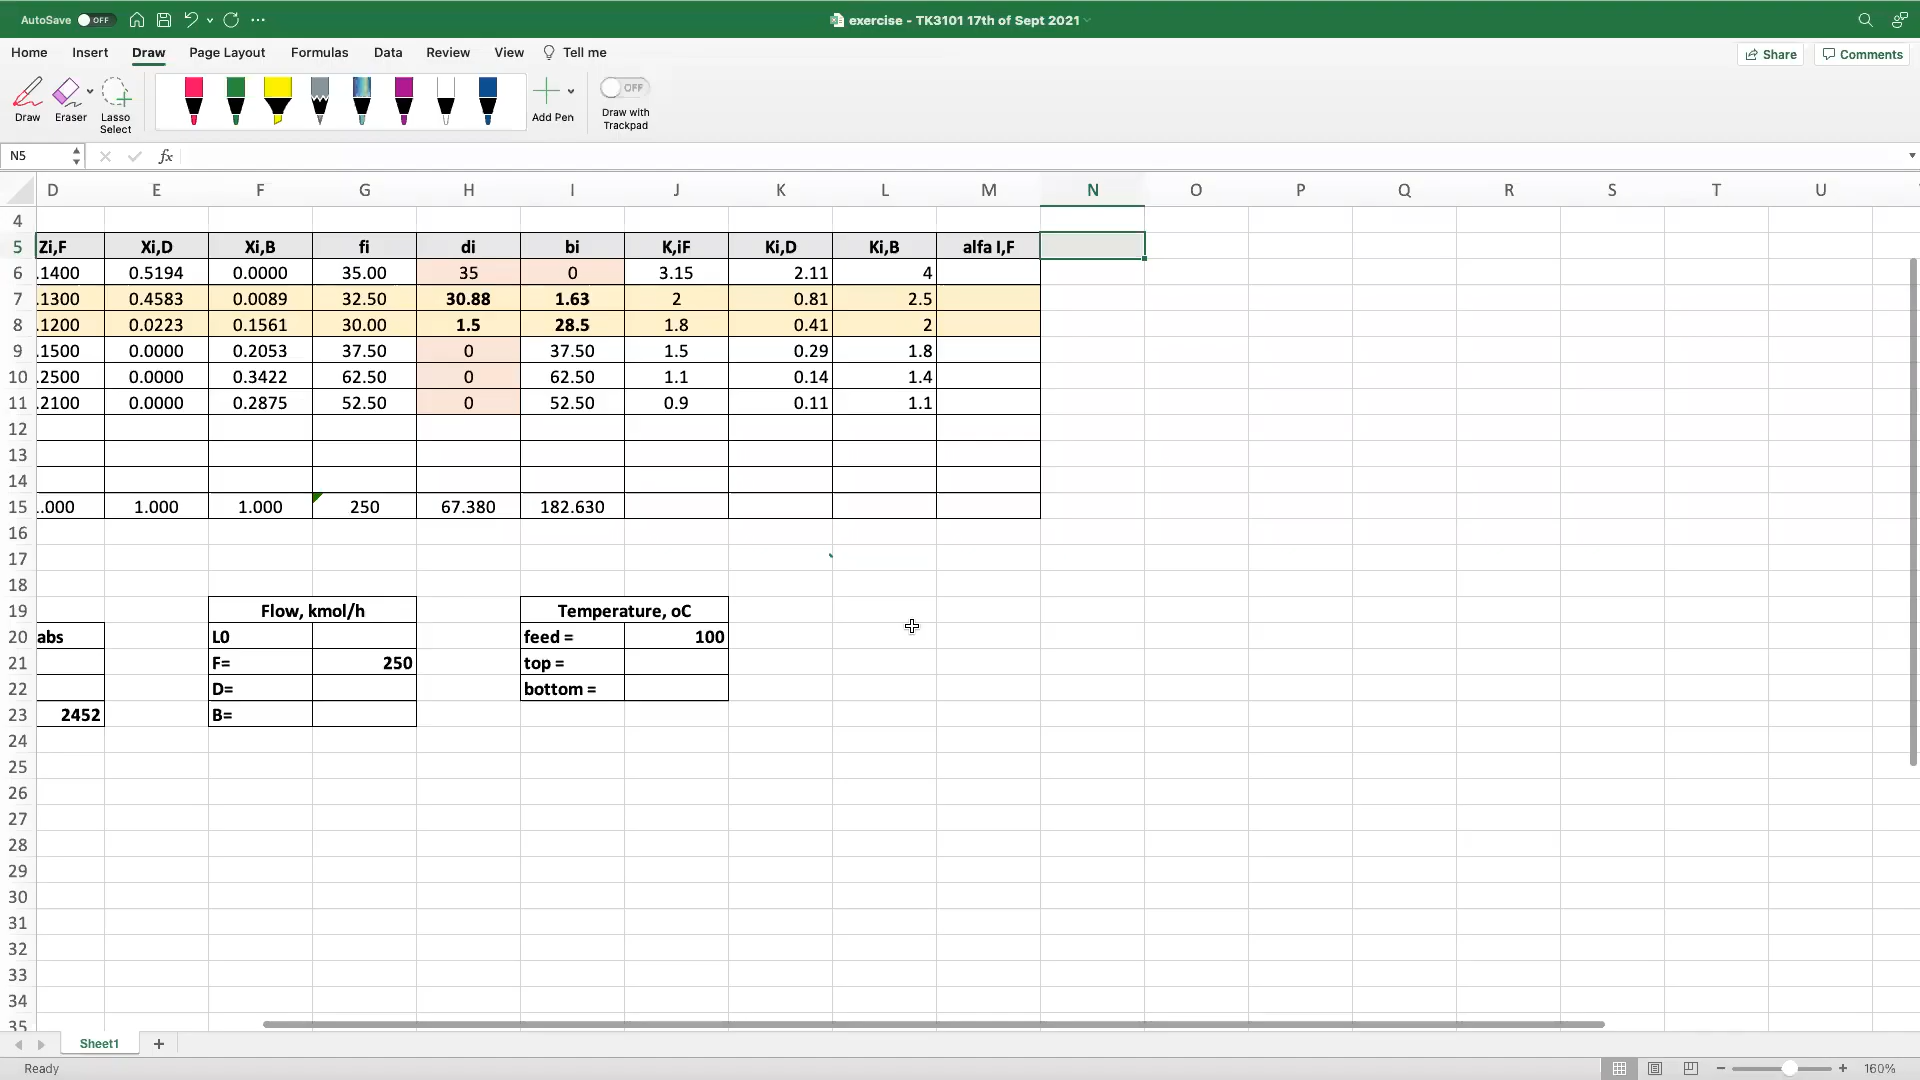 AutoSave OFF exercise - TK3101 17th of Sept 2021
Home Insert Draw Page Layout Formulas Data Review View Tell me Share Comments
Draw Eraser Lasso Select Add Pen OFF Draw with Trackpad
N5 fx
D E F G H I J K L M N O P Q R S T U
4
5 Zi,F Xi,D Xi,B fi di bi K,iF Ki,D Ki,B alfa I,F
6 .1400 0.5194 0.0000 35.00 35 0 3.15 2.11 4
7 .1300 0.4583 0.0089 32.50 30.88 1.63 2 0.81 2.5
8 .1200 0.0223 0.1561 30.00 1.5 28.5 1.8 0.41 2
9 .1500 0.0000 0.2053 37.50 0 37.50 1.5 0.29 1.8
10 .2500 0.0000 0.3422 62.50 0 62.50 1.1 0.14 1.4
11 .2100 0.0000 0.2875 52.50 0 52.50 0.9 0.11 1.1
12
13
14
15 .000 1.000 1.000 250 67.380 182.630
16
17
18
19 Flow, kmol/h Temperature, oC
20 abs L0 feed = 100
21 F= 250 top =
22 D= bottom =
23 2452 B=
24
25
26
27
28
29
30
31
32
33
34
35
Sheet1
Ready 160%